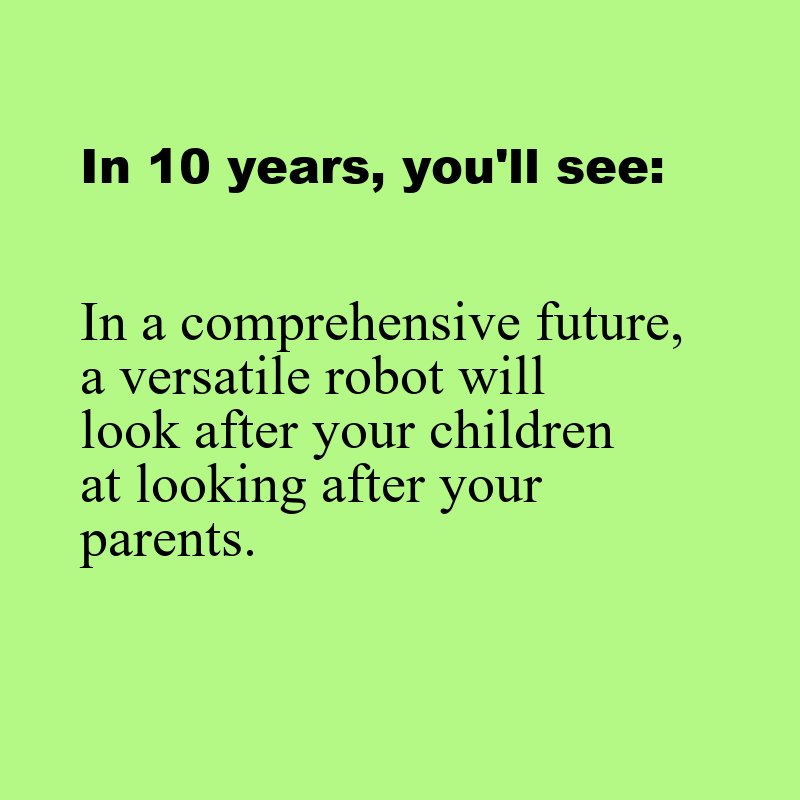 In 10 years, you'll see:
In a comprehensive future,
a versatile robot will
look after your children
at looking after your
parents.